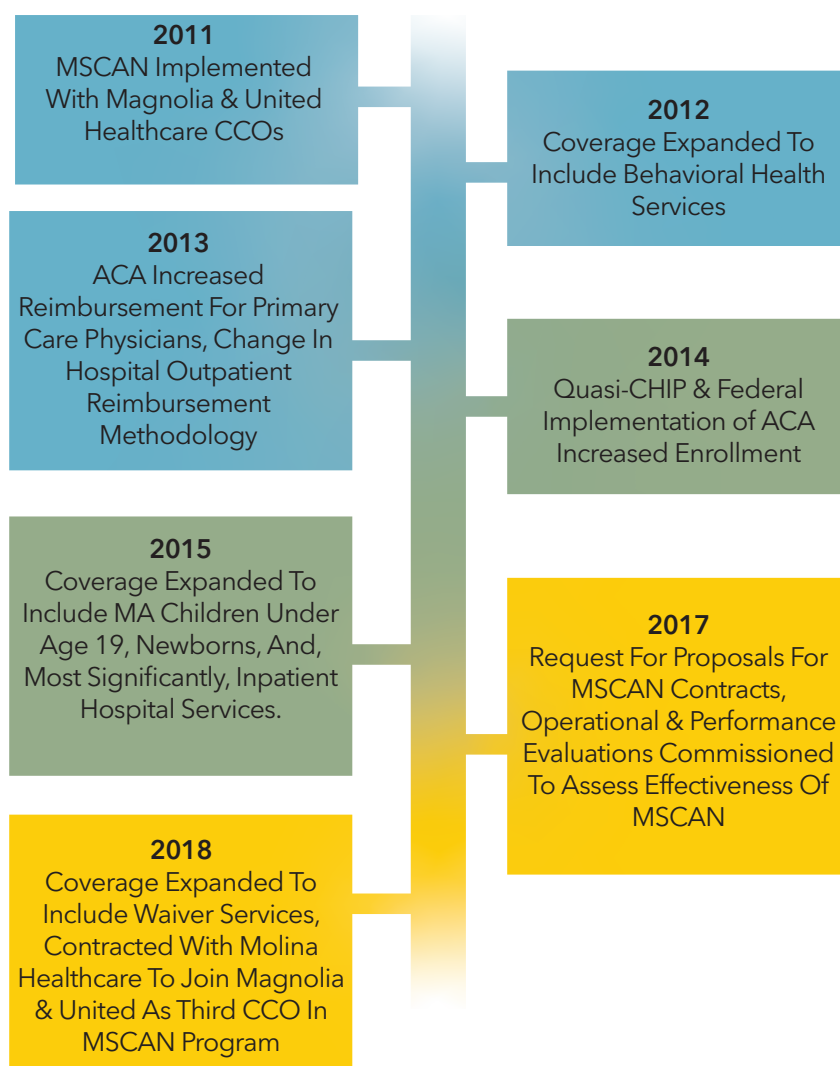 2011
MSCAN Implemented
With Magnolia & United
Healthcare CCOs
2012
Coverage Expanded To
Include Behavioral Health
Services
2013
ACA Increased
Reimbursement For Primary
Care Physicians, Change In
Hospital Outpatient
Reimbursement
Methodology
2014
Quasi-CHIP & Federal
Implementation of ACA
Increased Enrollment
2015
Coverage Expanded To
Include MA Children Under
Age 19, Newborns, And,
Most Significantly, Inpatient
Hospital Services.
2017
Request For Proposals For
MSCAN Contracts,
Operational & Performance
Evaluations Commissioned
To Assess Effectiveness Of
MSCAN
2018
Coverage Expanded To
Include Waiver Services,
Contracted With Molina
Healthcare To Join Magnolia
& United As Third CCO In
MSCAN Program